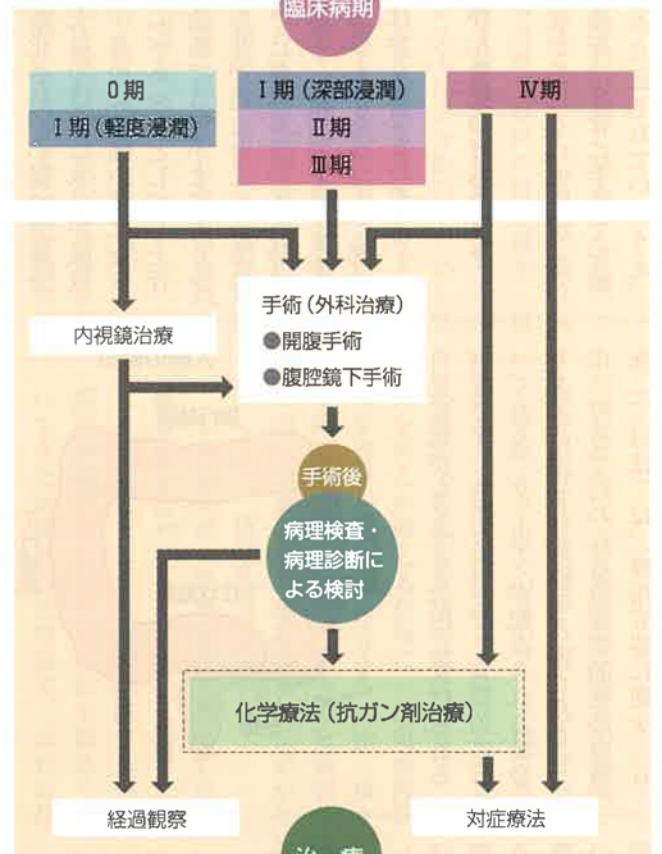 臨床病期
0期
Ⅰ期（軽度浸潤）
Ⅰ期（深部浸潤）
Ⅱ期
Ⅲ期
Ⅳ期
手術（外科治療）
●開腹手術
●腹腔鏡下手術
内視鏡治療
手術後
病理検査・
病理診断に
よる検討
化学療法（抗ガン剤治療）
経過観察
対症療法